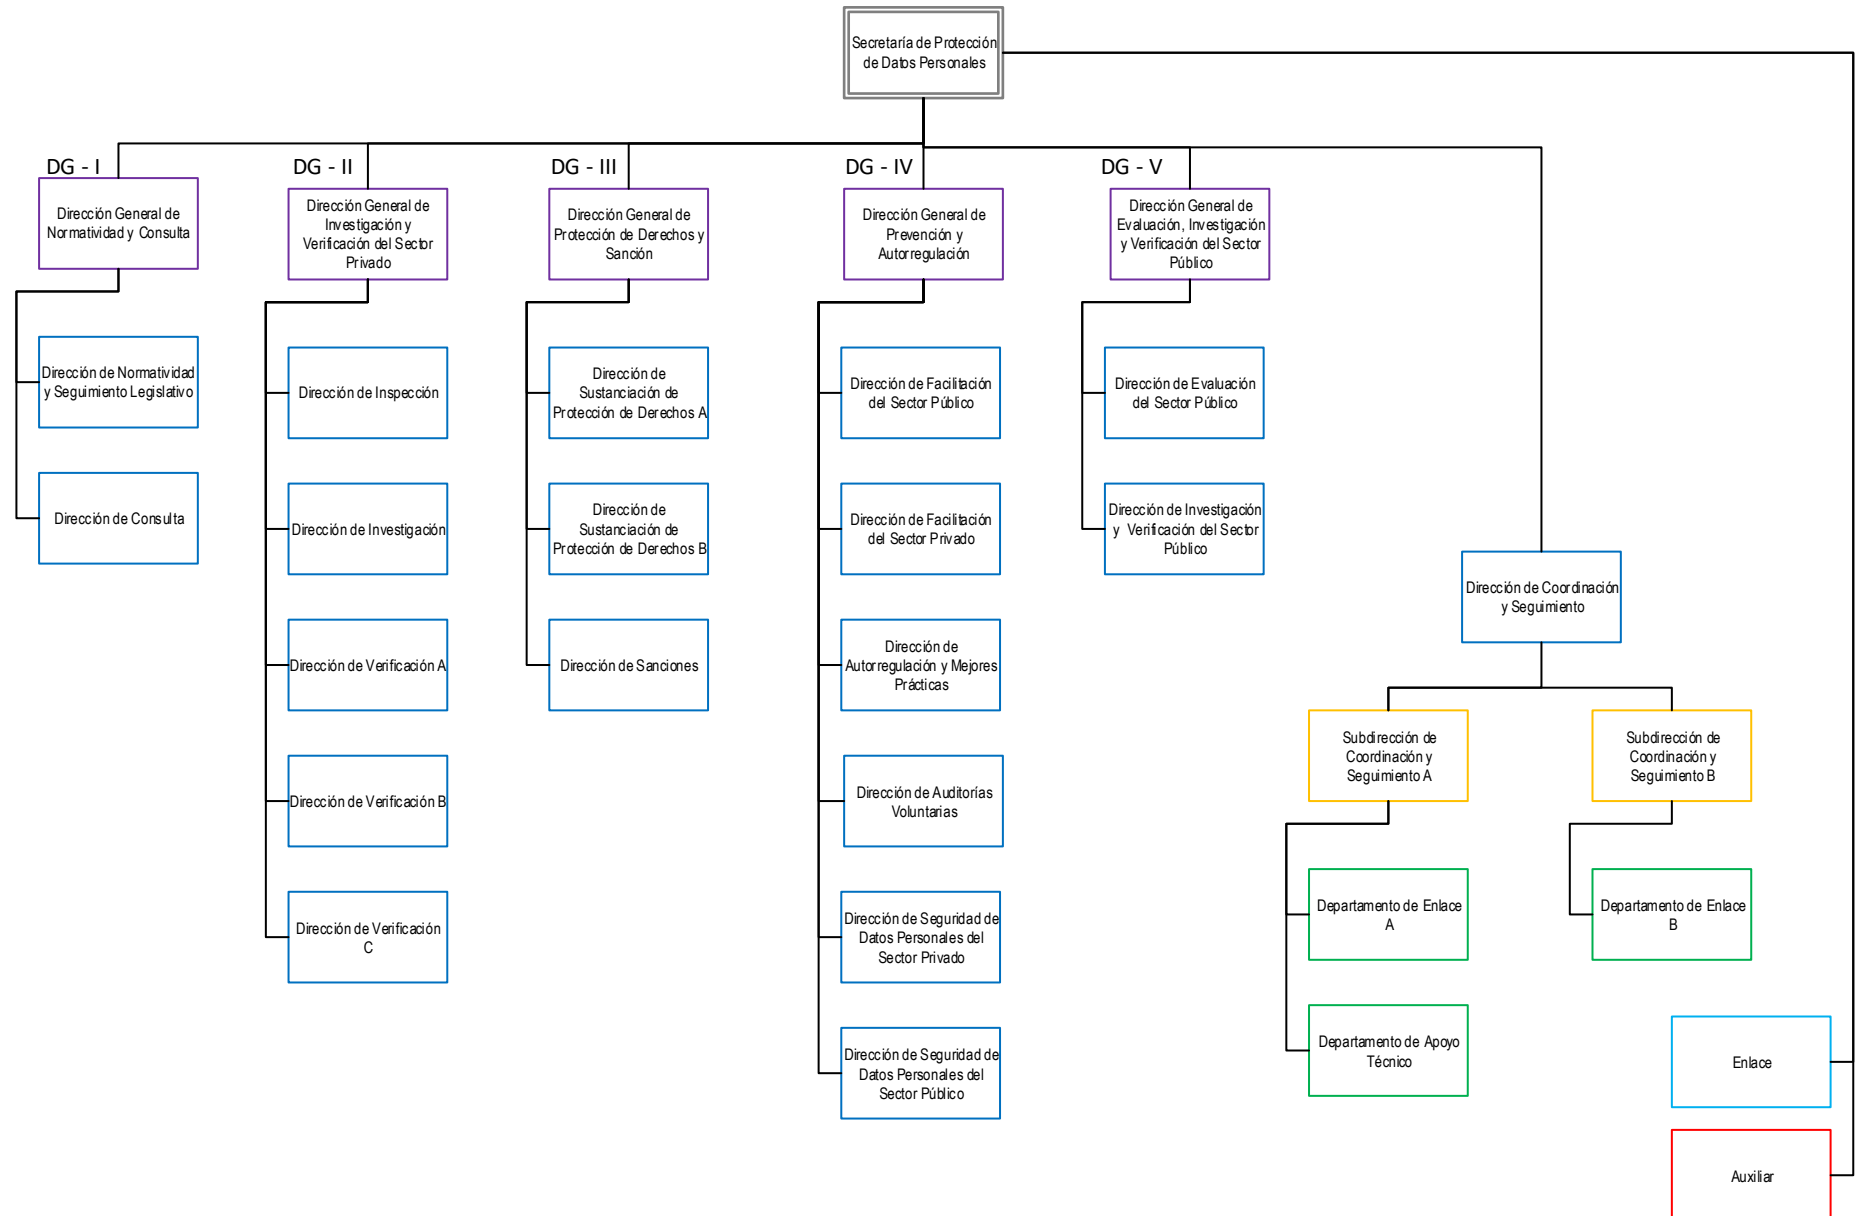 Secretaría de Protección
de Datos Personales
DG - I
Dirección General de
Normatividad y Consulta
Dirección de Normatividad
y Seguimiento Legislativo
Dirección de Consulta
DG - II
Dirección General de
Investigación y
Verificación del Sector
Privado
Dirección de Inspección
Dirección de Investigación
Dirección de Verificación A
Dirección de Verificación B
Dirección de Verificación
C
DG - III
Dirección General de
Protección de Derechos y
Sanción
Dirección de
Sustanciación de
Protección de Derechos A
Dirección de
Sustanciación de
Protección de Derechos B
Dirección de Sanciones
DG - IV
Dirección General de
Prevención y
Autorregulación
Dirección de Facilitación
del Sector Público
Dirección de Facilitación
del Sector Privado
Dirección de
Autorregulación y Mejores
Prácticas
Dirección de Auditorías
Voluntarias
Dirección de Seguridad de
Datos Personales del
Sector Privado
Dirección de Seguridad de
Datos Personales del
Sector Público
DG - V
Dirección General de
Evaluación, Investigación
y Verificación del Sector
Público
Dirección de Evaluación
del Sector Público
Dirección de Investigación
y Verificación del Sector
Público
Dirección de Coordinación
y Seguimiento
Subdirección de
Coordinación y
Seguimiento A
Departamento de Enlace
A
Departamento de Apoyo
Técnico
Subdirección de
Coordinación y
Seguimiento B
Departamento de Enlace
B
Enlace
Auxiliar